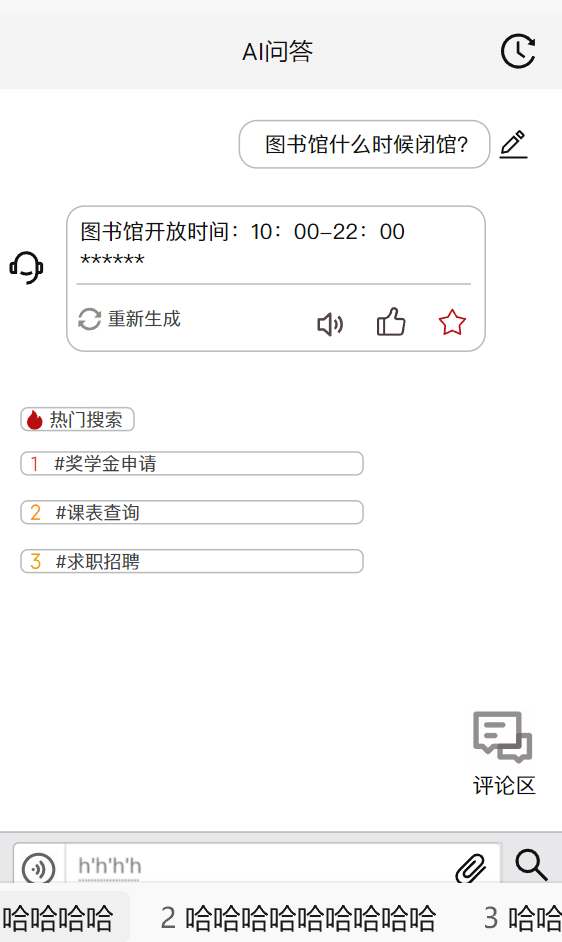 AI问答
图书馆什么时候闭馆?
图书馆开放时间：10：00-22：00
******
重新生成
热门搜索
1 #奖学金申请
2 #课表查询
3 #求职招聘
评论区
h'h'h'h
哈哈哈哈 2 哈哈哈哈哈哈哈哈哈 3 哈哈